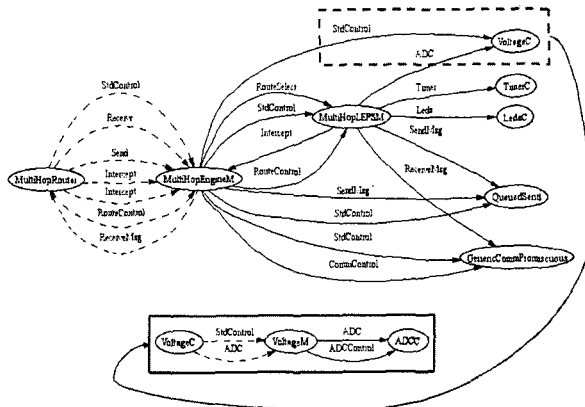 StdControl
VoltageC
ADC
StdControl
RouteSelect
Timer
TimerC
Receive
StdControl
MultiHopLEPSM
Leds
LedsC
Send
Intercept
SendMsg
MultiHopRouter
Intercept
MultiHopEngineM
RouteControl
ReceiveMsg
Intercept
SendMsg
QueuedSend
RouteControl
StdControl
ReceiveMsg
StdControl
GenericCommPromiscuous
CommControl
VoltageC
StdControl
VoltageM
ADC
ADCC
ADC
ADCControl